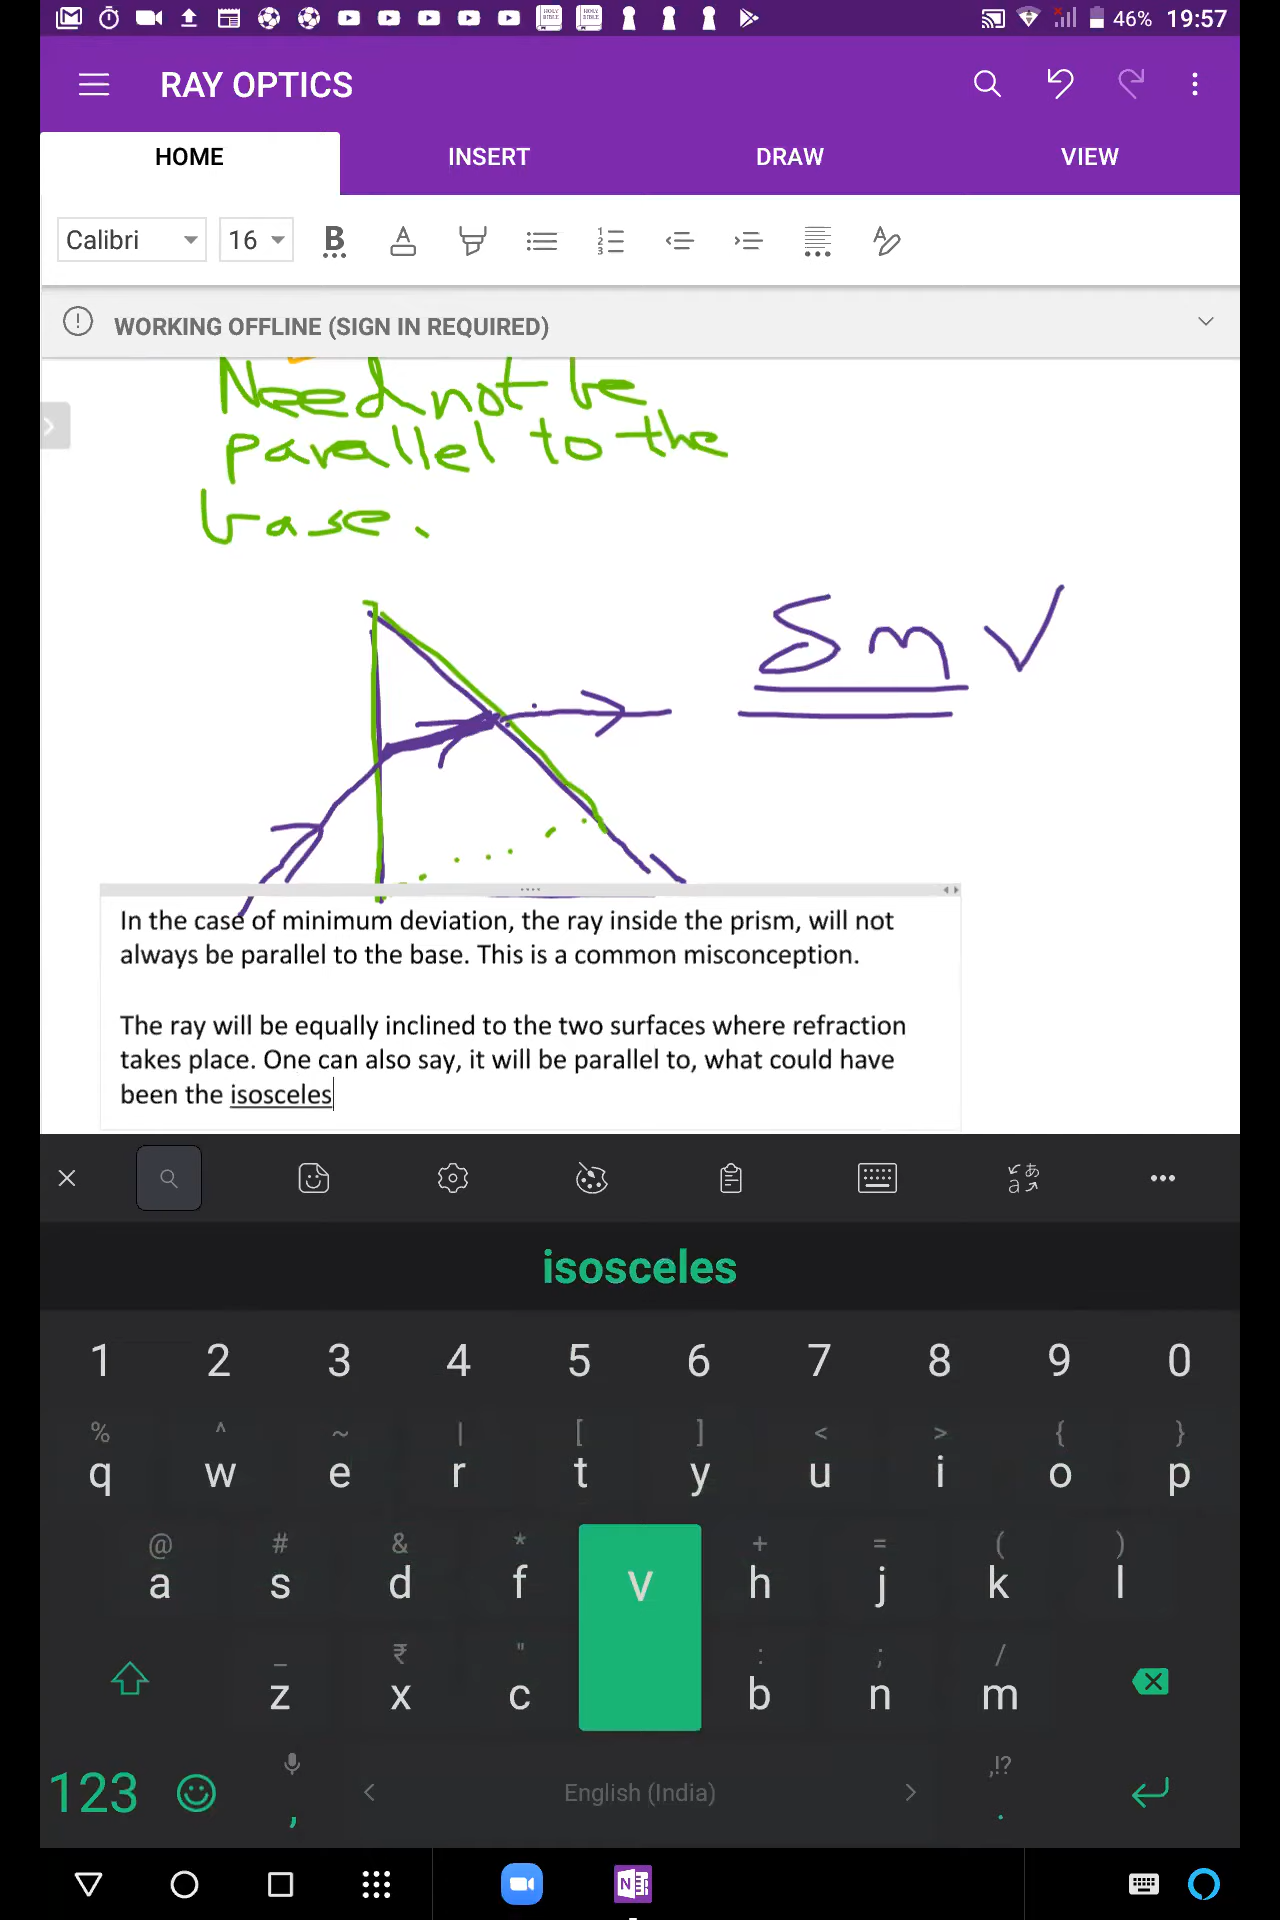 46% 19:57
RAY OPTICS
HOME INSERT DRAW VIEW
Calibri 16 B A
WORKING OFFLINE (SIGN IN REQUIRED)
Need not be
parallel to the
base.
δm ✓
In the case of minimum deviation, the ray inside the prism, will not
always be parallel to the base. This is a common misconception.
The ray will be equally inclined to the two surfaces where refraction
takes place. One can also say, it will be parallel to, what could have
been the isosceles
isosceles
1 2 3 4 5 6 7 8 9 0
% ^ ~ | [ ] < > { }
q w e r t y u i o p
@ # & * + = ( )
a s d f V h j k l
_ ₹ " : ; /
z x c b n m
,!?
123 , < English (India) > .